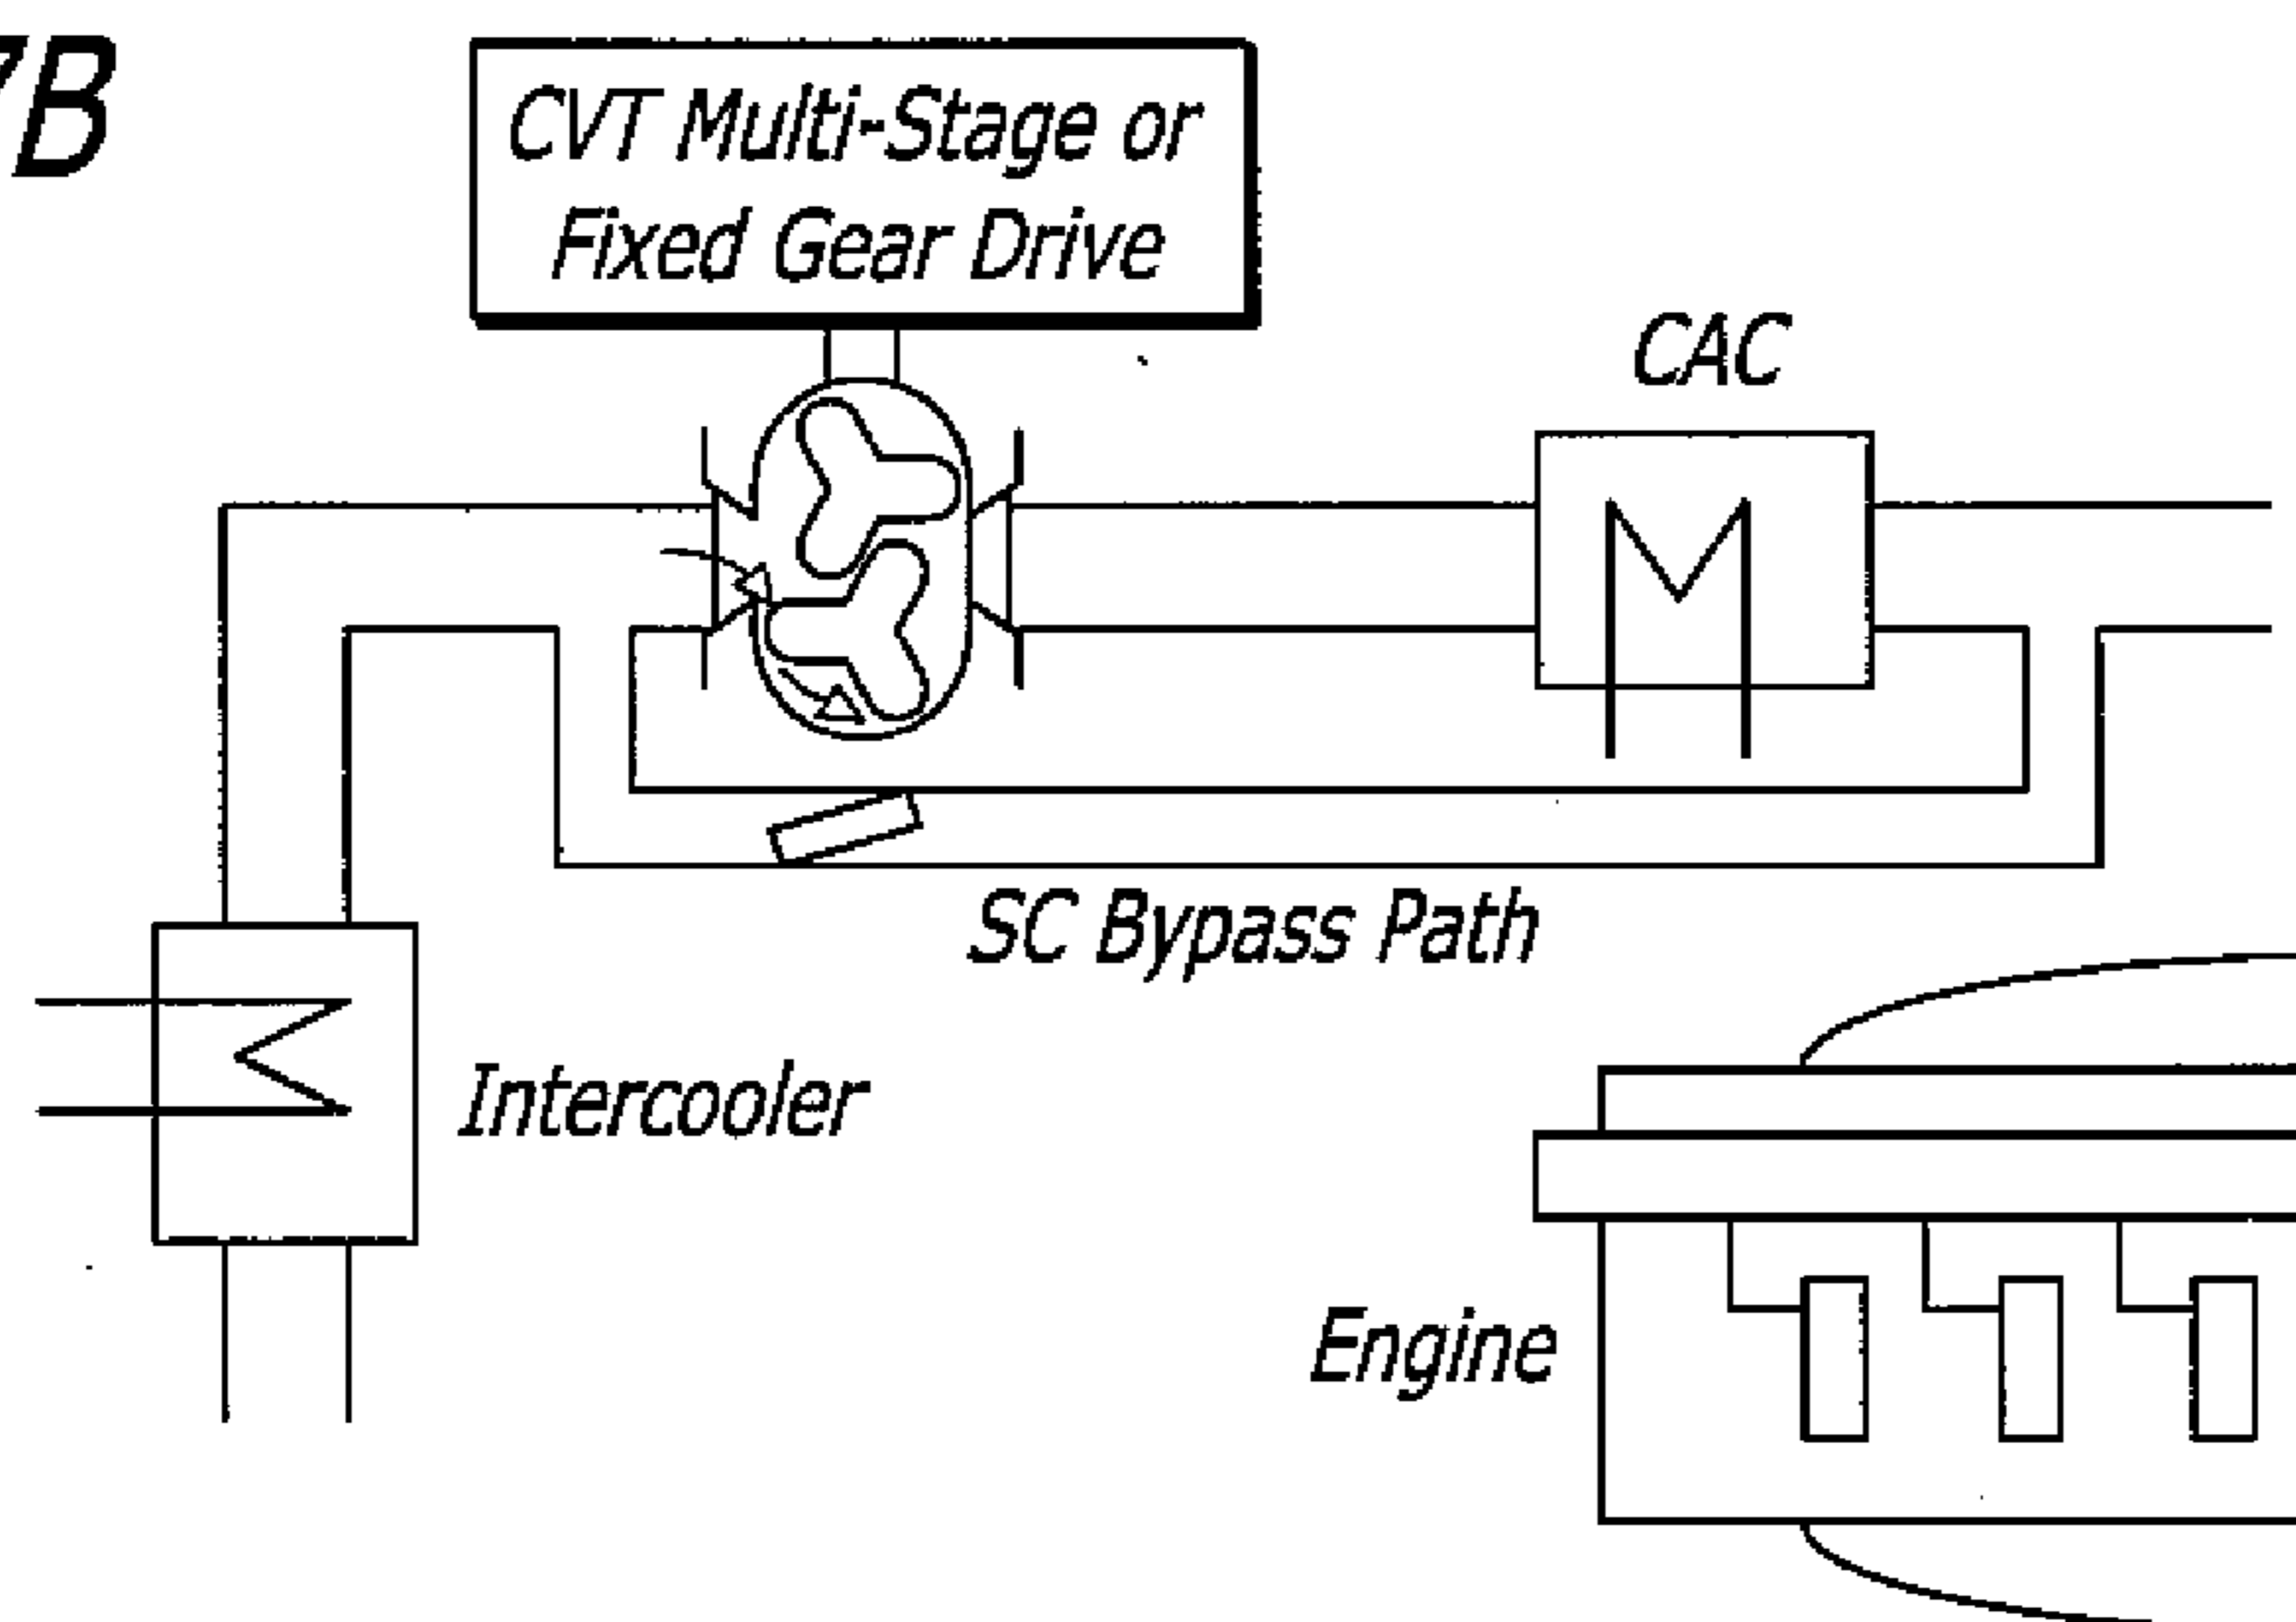 7B
CVT Multi-Stage or
Fixed Gear Drive
CAC
SC Bypass Path
Intercooler
Engine